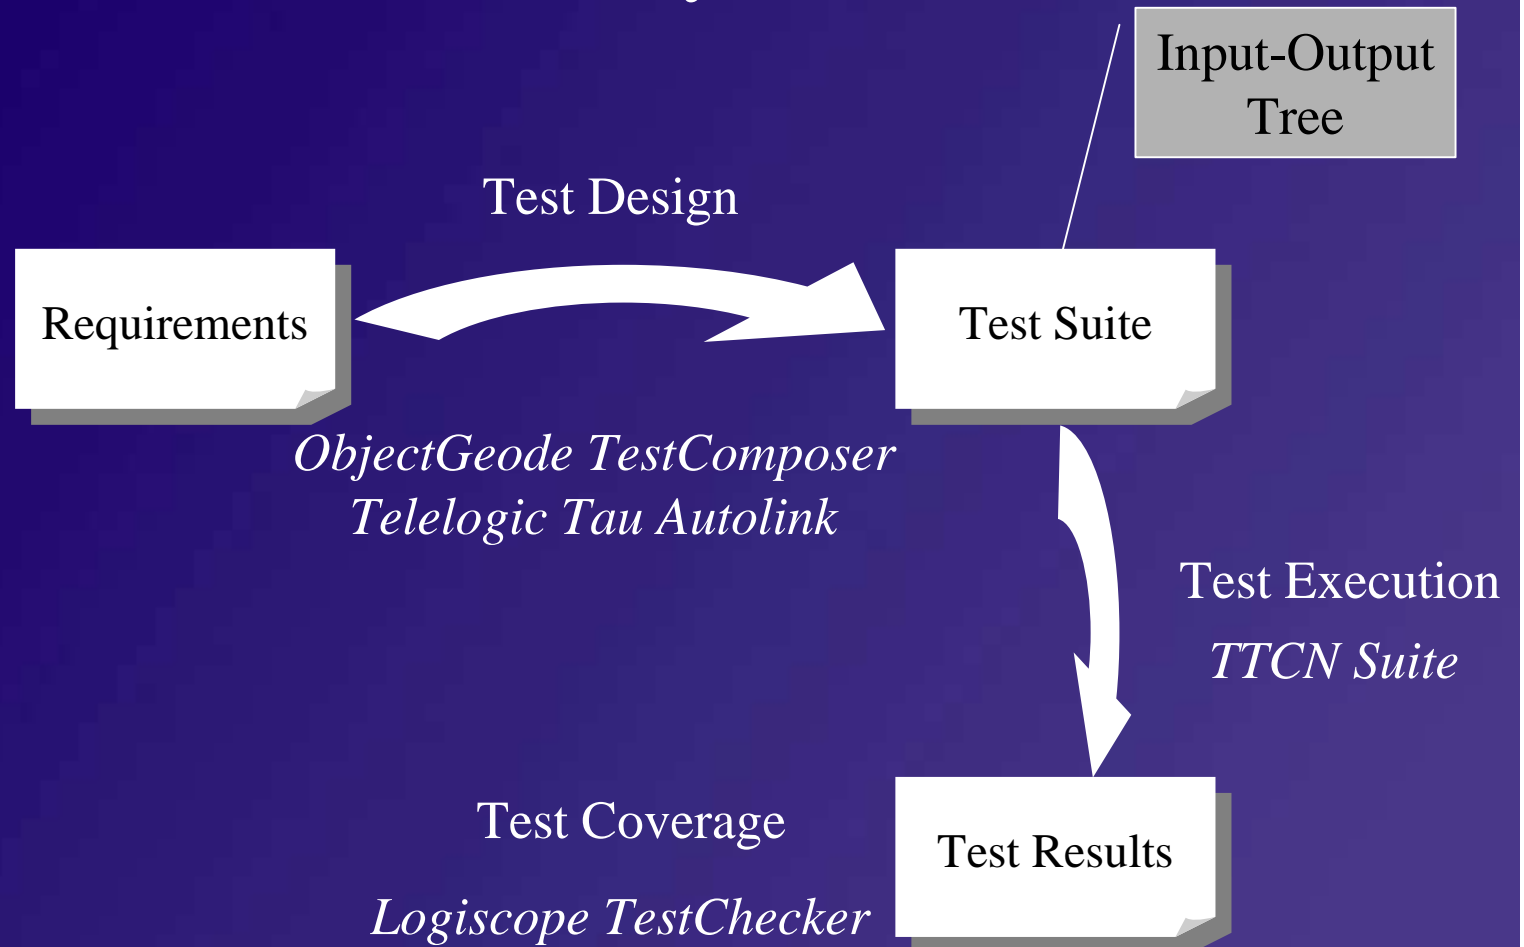 Input-Output
Tree
Test Design
Requirements
Test Suite
ObjectGeode TestComposer
Telelogic Tau Autolink
Test Execution
TTCN Suite
Test Coverage
Test Results
Logiscope TestChecker